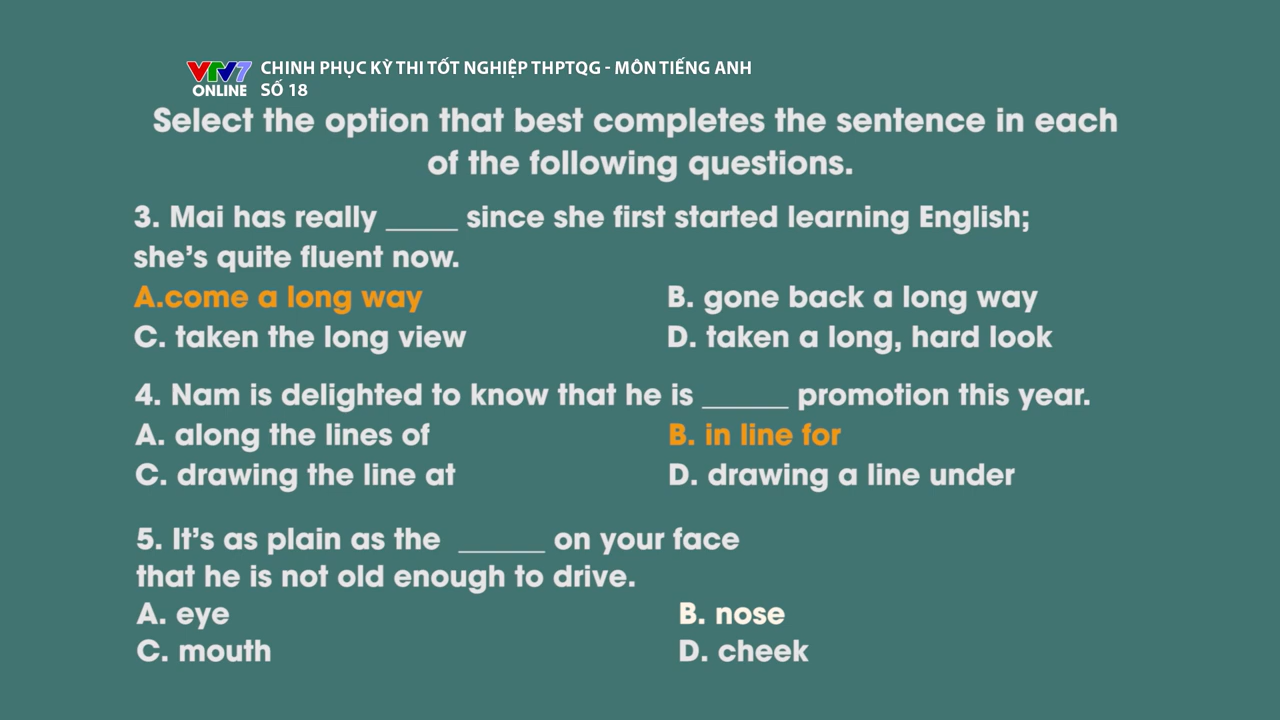 VTV7 CHINH PHỤC KỲ THI TỐT NGHIỆP THPTQG - MÔN TIẾNG ANH
ONLINE SỐ 18
Select the option that best completes the sentence in each
of the following questions.
3. Mai has really _____ since she first started learning English;
she's quite fluent now.
A.come a long way B. gone back a long way
C. taken the long view D. taken a long, hard look
4. Nam is delighted to know that he is ______ promotion this year.
A. along the lines of B. in line for
C. drawing the line at D. drawing a line under
5. It's as plain as the ______ on your face
that he is not old enough to drive.
A. eye B. nose
C. mouth D. cheek